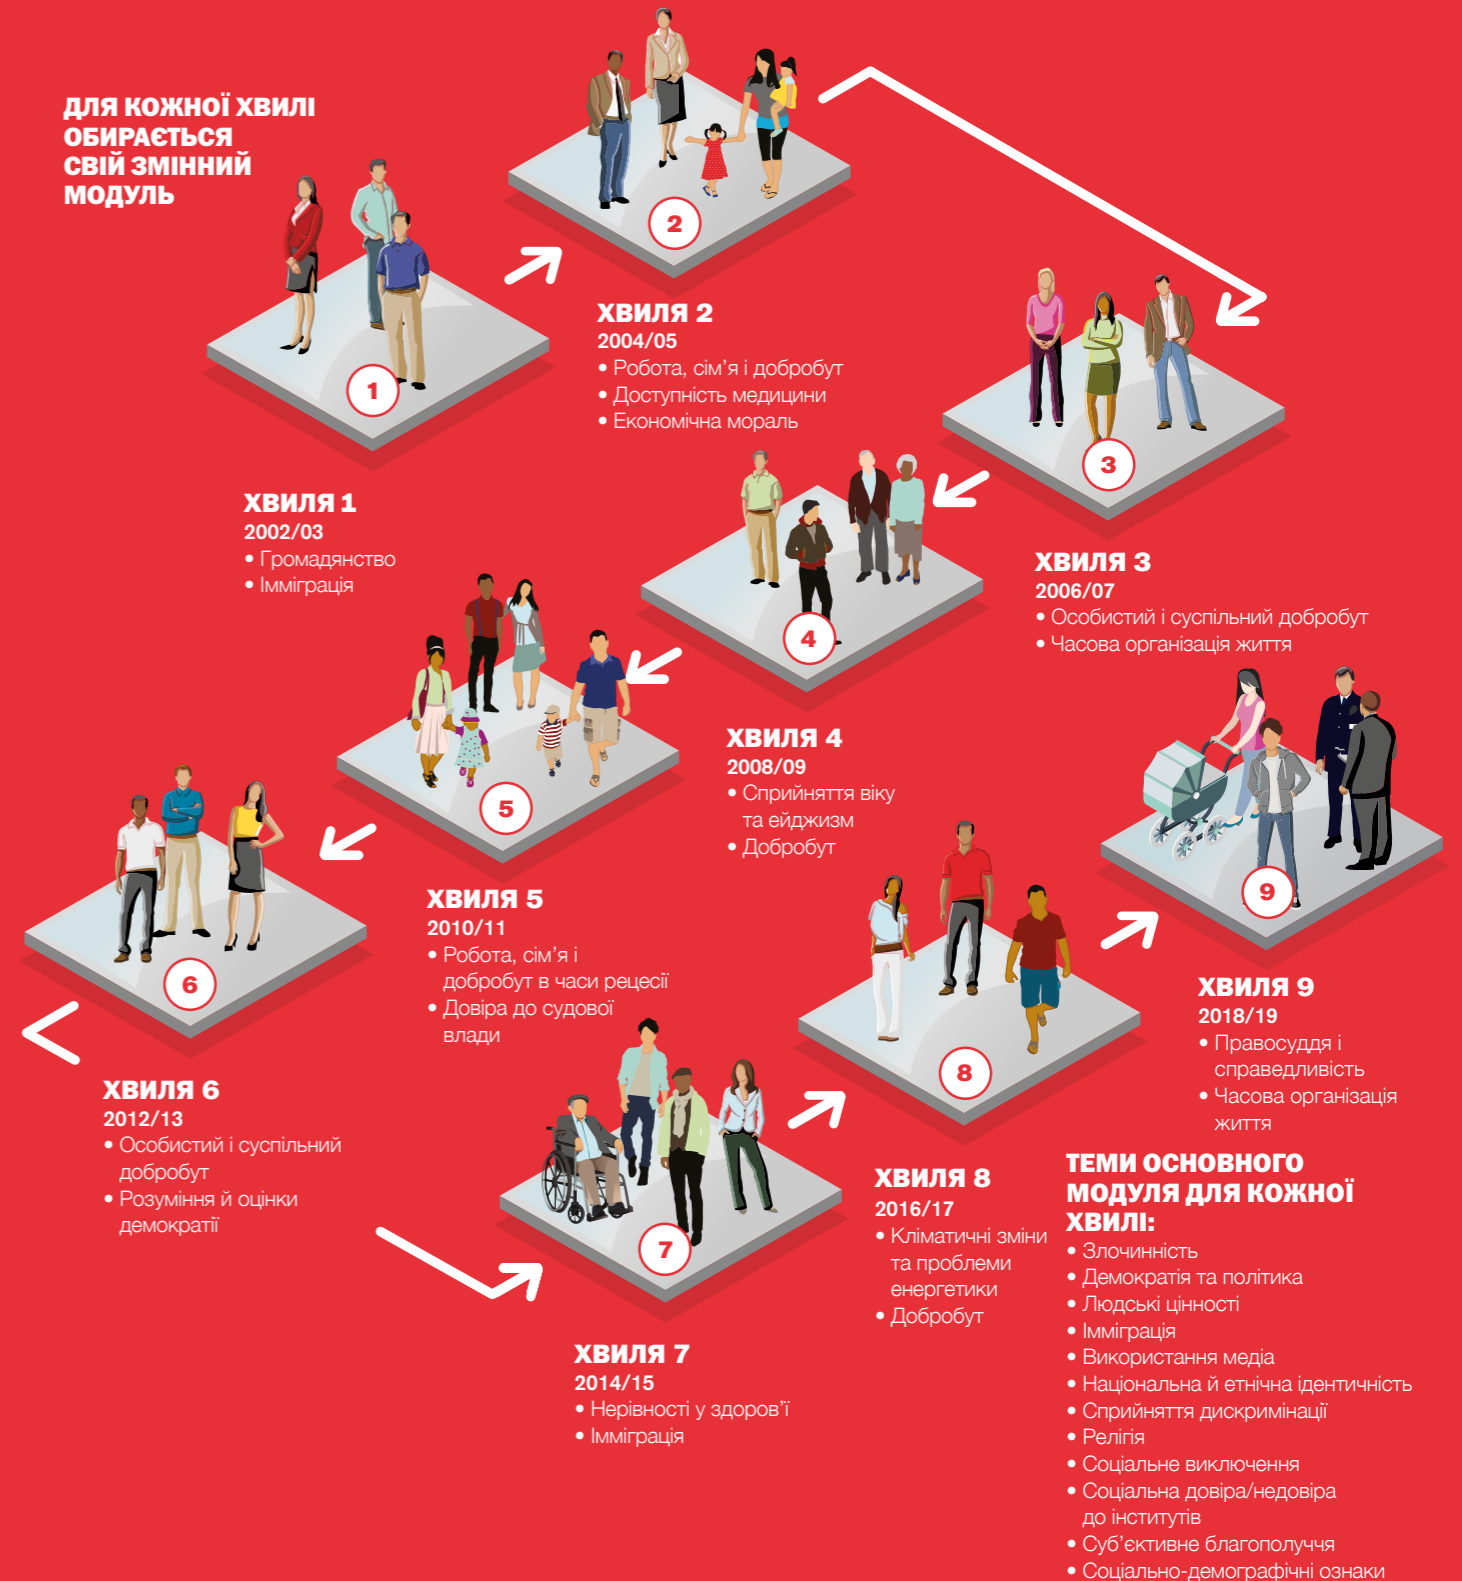 ДЛЯ КОЖНОЇ ХВИЛІ
ОБИРАЄТЬСЯ
СВІЙ ЗМІННИЙ
МОДУЛЬ
1
ХВИЛЯ 1
2002/03
• Громадянство
• Імміграція
2
ХВИЛЯ 2
2004/05
• Робота, сім’я і добробут
• Доступність медицини
• Економічна мораль
3
ХВИЛЯ 3
2006/07
• Особистий і суспільний добробут
• Часова організація життя
4
ХВИЛЯ 4
2008/09
• Сприйняття віку
та ейджизм
• Добробут
5
ХВИЛЯ 5
2010/11
• Робота, сім’я і
добробут в часи рецесії
• Довіра до судової
влади
6
ХВИЛЯ 6
2012/13
• Особистий і суспільний
добробут
• Розуміння й оцінки
демократії
7
ХВИЛЯ 7
2014/15
• Нерівності у здоров’ї
• Імміграція
8
ХВИЛЯ 8
2016/17
• Кліматичні зміни
та проблеми
енергетики
• Добробут
9
ХВИЛЯ 9
2018/19
• Правосуддя і
справедливість
• Часова організація
життя
ТЕМИ ОСНОВНОГО
МОДУЛЯ ДЛЯ КОЖНОЇ
ХВИЛІ:
• Злочинність
• Демократія та політика
• Людські цінності
• Імміграція
• Використання медіа
• Національна й етнічна ідентичність
• Сприйняття дискримінації
• Релігія
• Соціальне виключення
• Соціальна довіра/недовіра
до інститутів
• Суб’єктивне благополуччя
• Соціально-демографічні ознаки